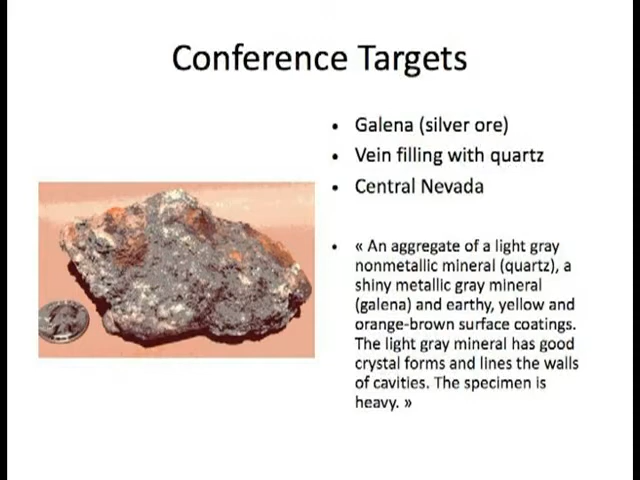 Conference Targets
• Galena (silver ore)
• Vein filling with quartz
• Central Nevada
• « An aggregate of a light gray
nonmetallic mineral (quartz), a
shiny metallic gray mineral
(galena) and earthy, yellow and
orange-brown surface coatings.
The light gray mineral has good
crystal forms and lines the walls
of cavities. The specimen is
heavy. »